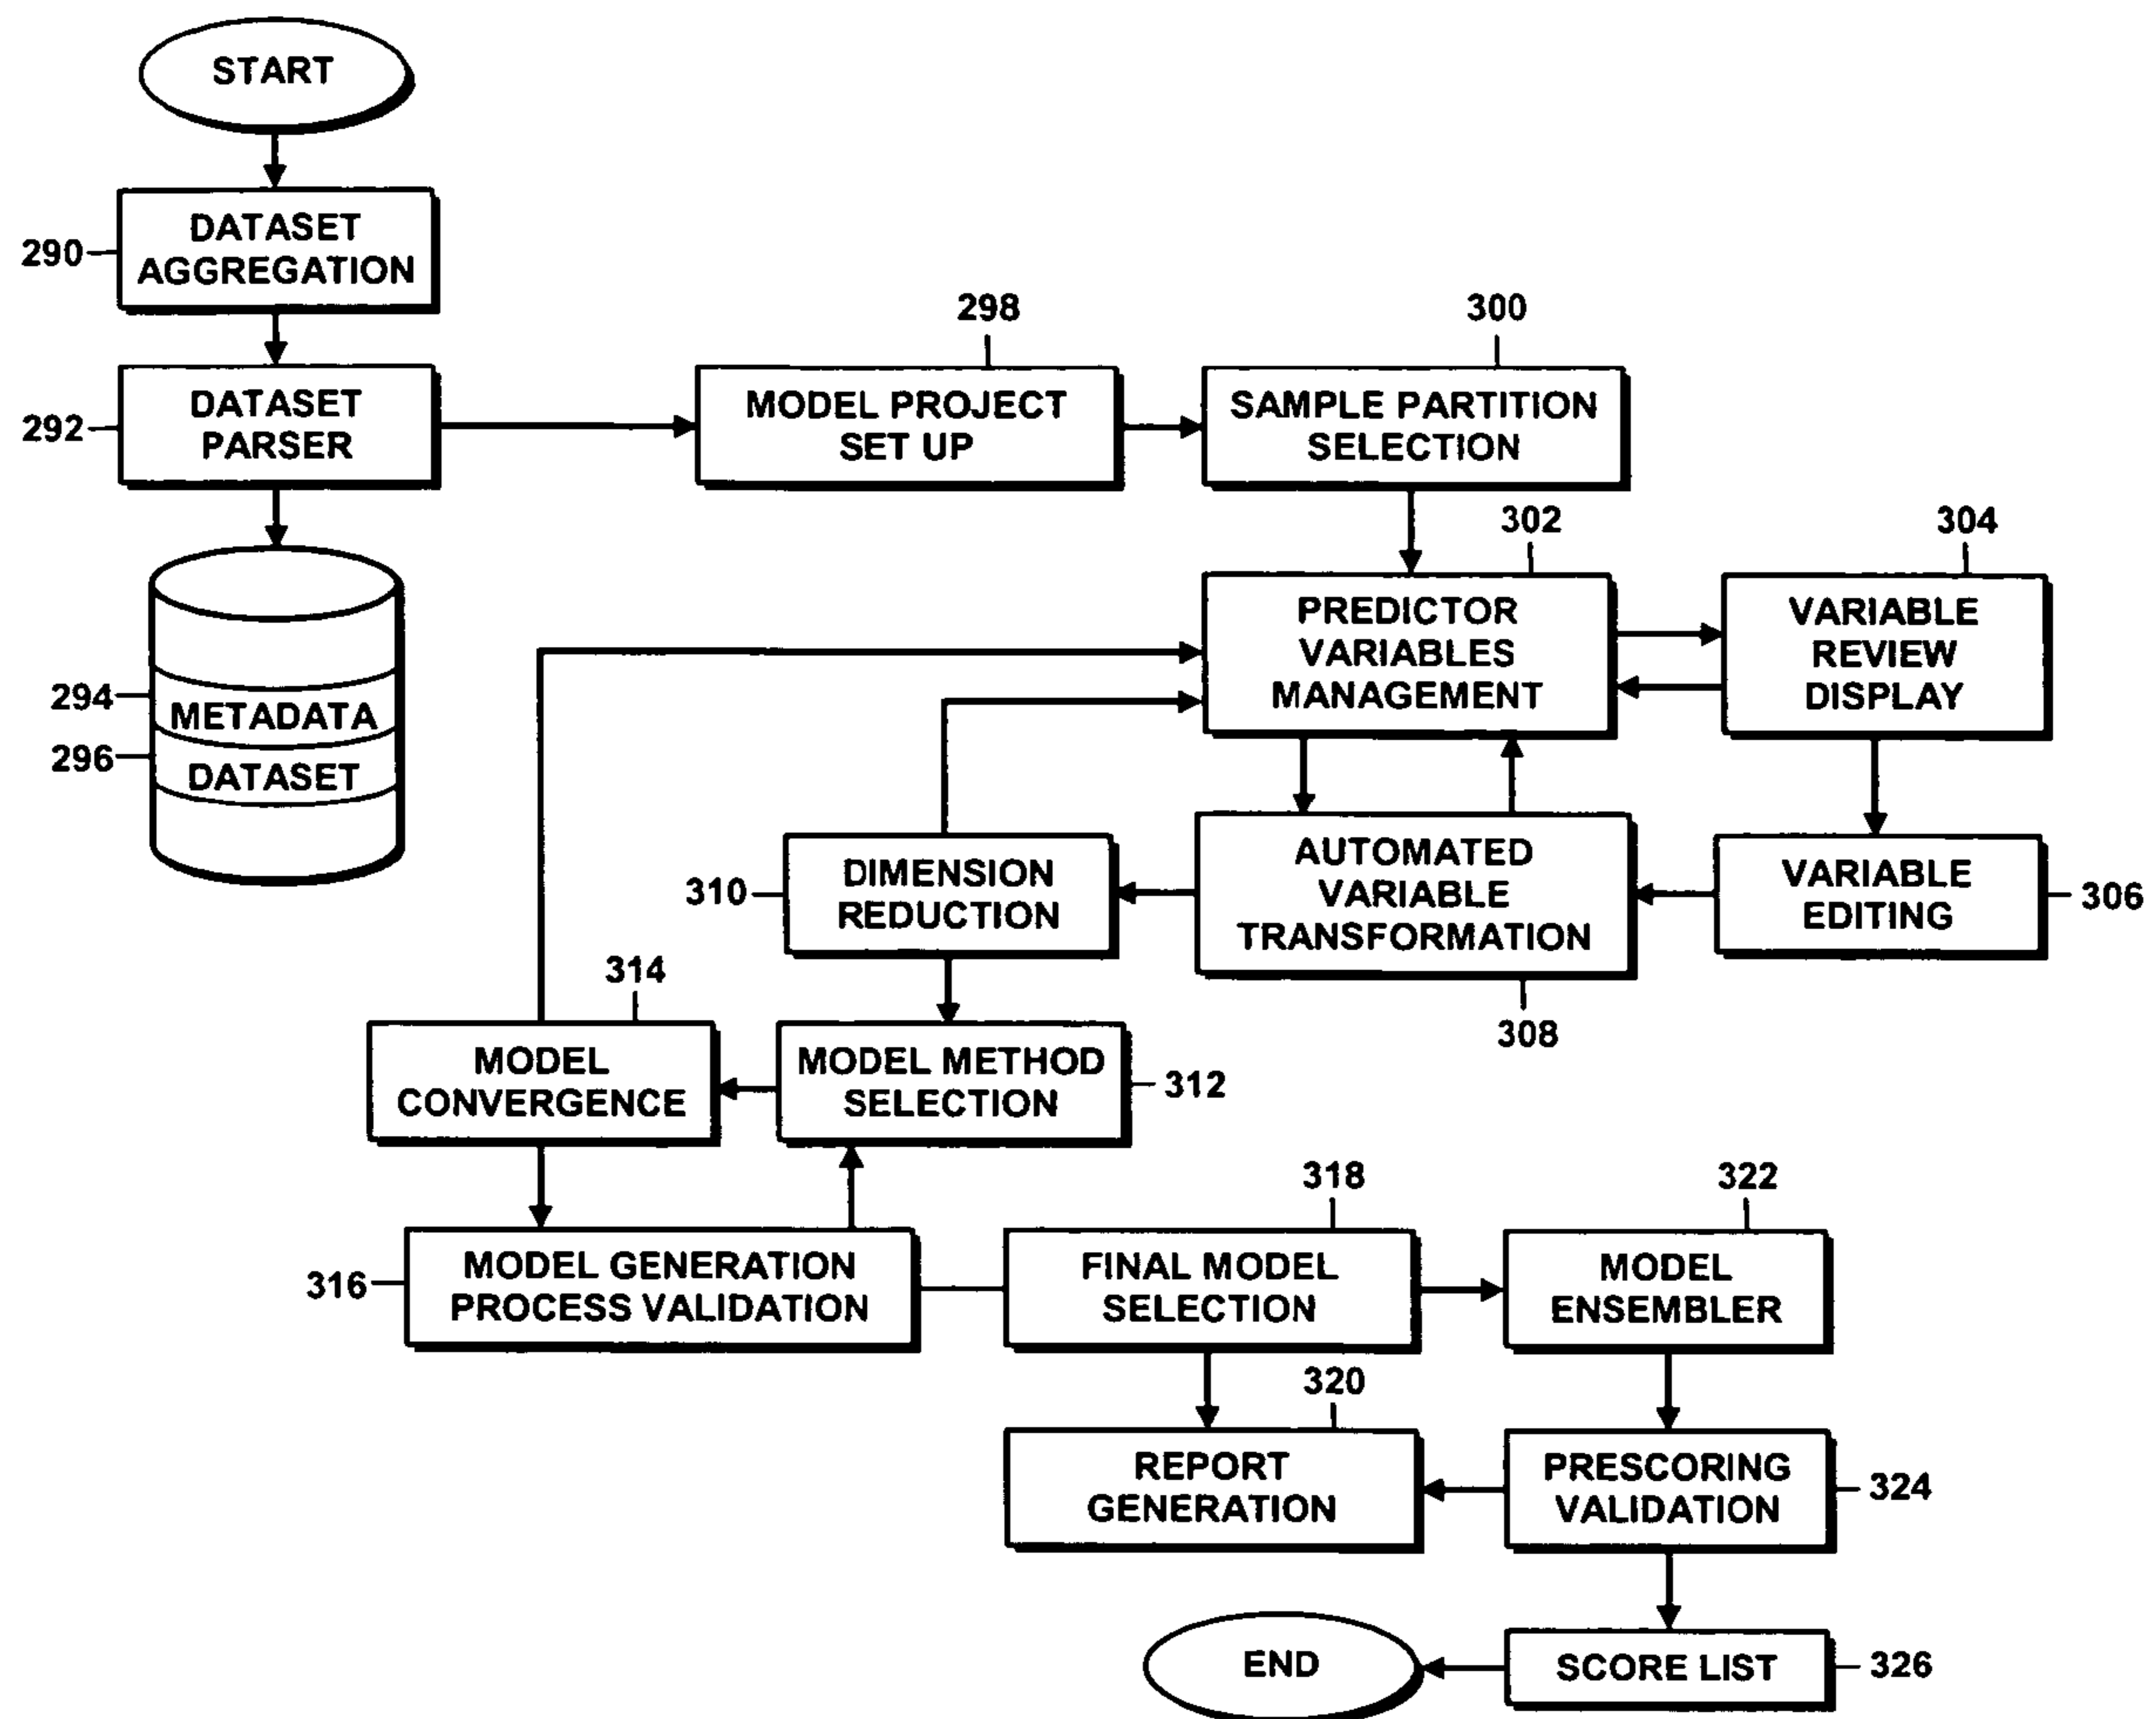 START
DATASET
AGGREGATION
290
298
300
DATASET
PARSER
292
MODEL PROJECT
SET UP
SAMPLE PARTITION
SELECTION
302
304
PREDICTOR
VARIABLES
MANAGEMENT
VARIABLE
REVIEW
DISPLAY
294
METADATA
296
DATASET
310
DIMENSION
REDUCTION
AUTOMATED
VARIABLE
TRANSFORMATION
VARIABLE
EDITING
306
308
314
MODEL
CONVERGENCE
MODEL METHOD
SELECTION
312
318
322
316
MODEL GENERATION
PROCESS VALIDATION
FINAL MODEL
SELECTION
MODEL
ENSEMBLER
320
REPORT
GENERATION
PRESCORING
VALIDATION
324
END
SCORE LIST
326